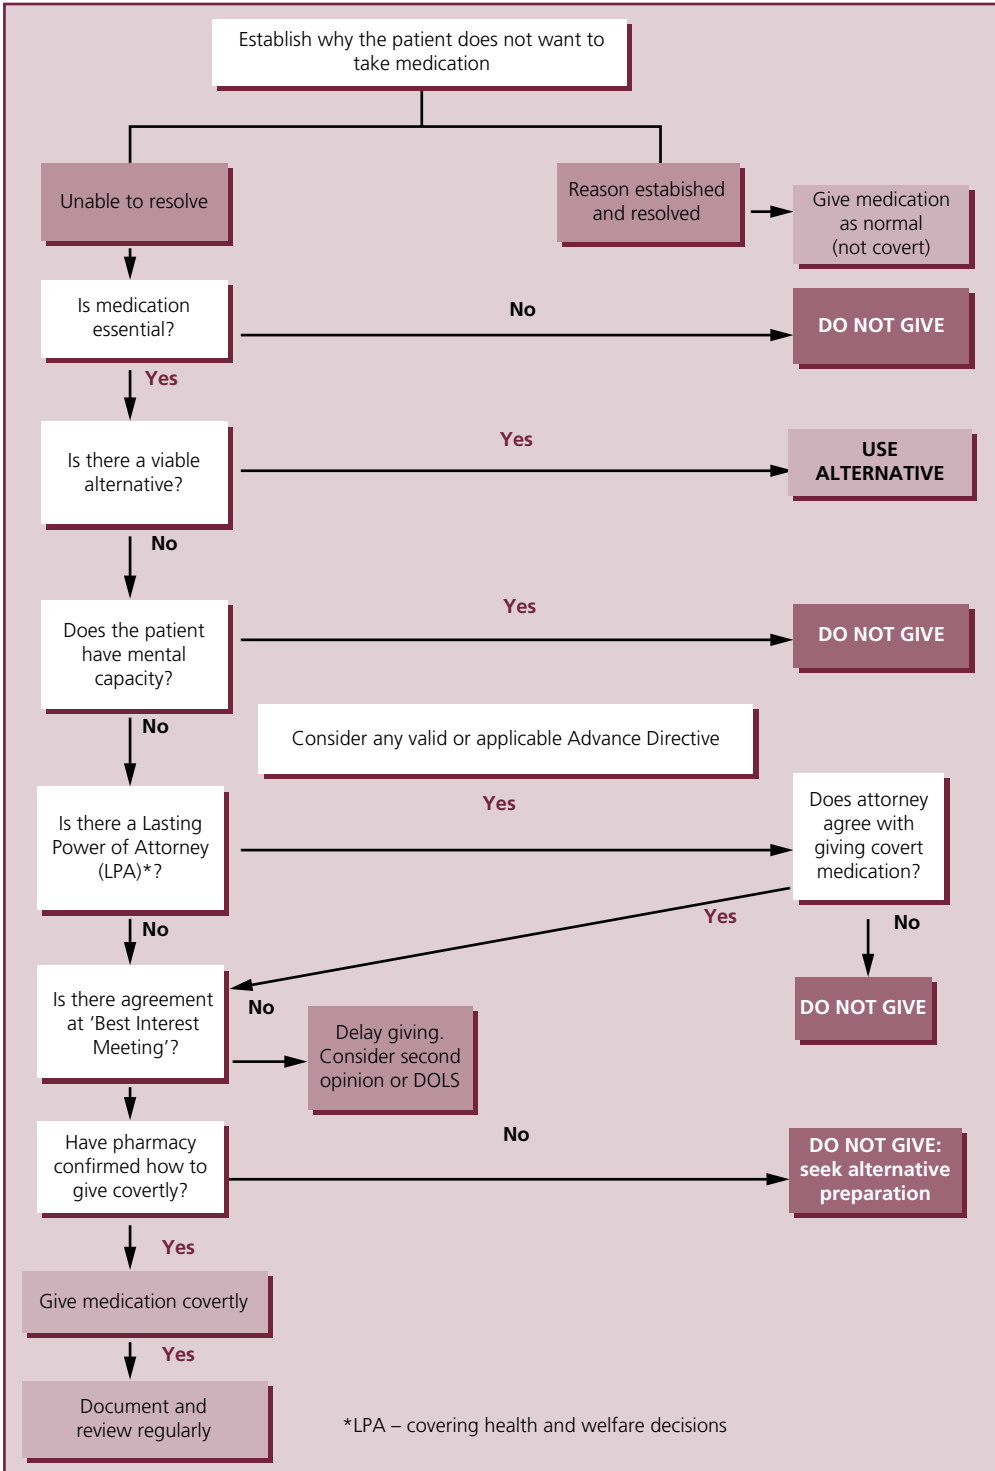 Establish why the patient does not want to
take medication
Unable to resolve
Reason estabished
and resolved
Give medication
as normal
(not covert)
Is medication
essential?
No
DO NOT GIVE
Yes
Is there a viable
alternative?
Yes
USE
ALTERNATIVE
No
Does the patient
have mental
capacity?
Yes
DO NOT GIVE
No
Consider any valid or applicable Advance Directive
Is there a Lasting
Power of Attorney
(LPA)*?
Yes
Does attorney
agree with
giving covert
medication?
Yes
No
No
DO NOT GIVE
Is there agreement
at ‘Best Interest
Meeting’?
No
Delay giving.
Consider second
opinion or DOLS
Have pharmacy
confirmed how to
give covertly?
No
DO NOT GIVE:
seek alternative
preparation
Yes
Give medication covertly
Yes
Document and
review regularly
*LPA – covering health and welfare decisions